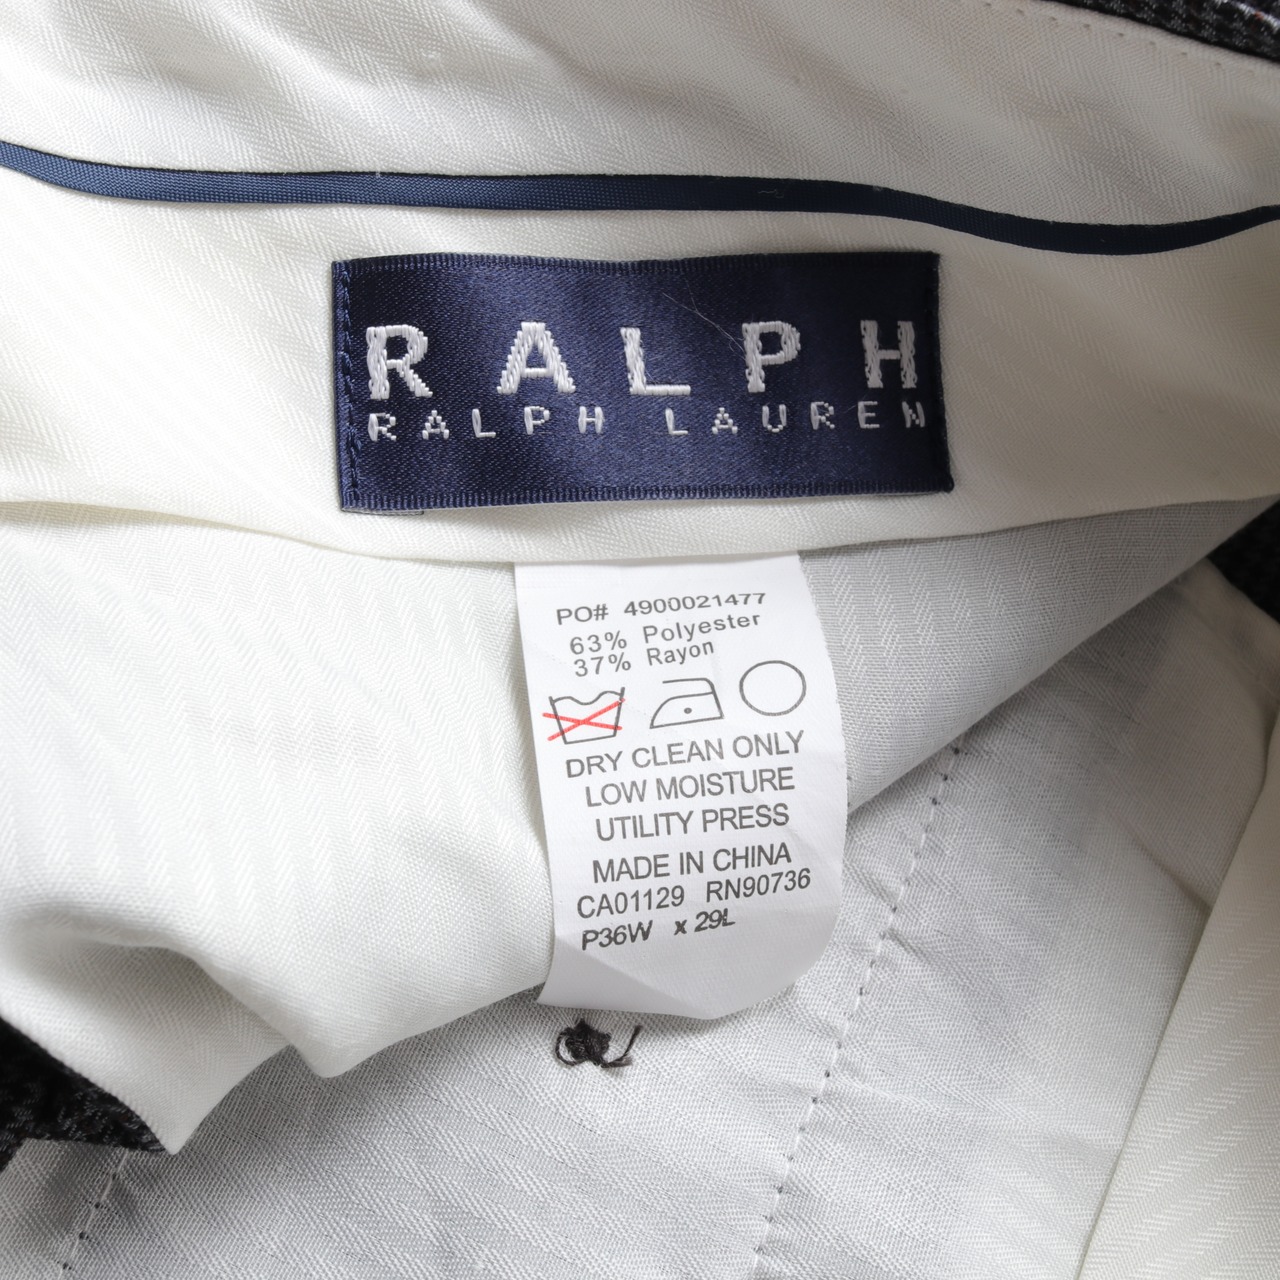 RALPH
RALPH LAUREN
PO# 4900021477
63% Polyester
37% Rayon
DRY CLEAN ONLY
LOW MOISTURE
UTILITY PRESS
MADE IN CHINA
CA01129 RN90736
P36W x 29L